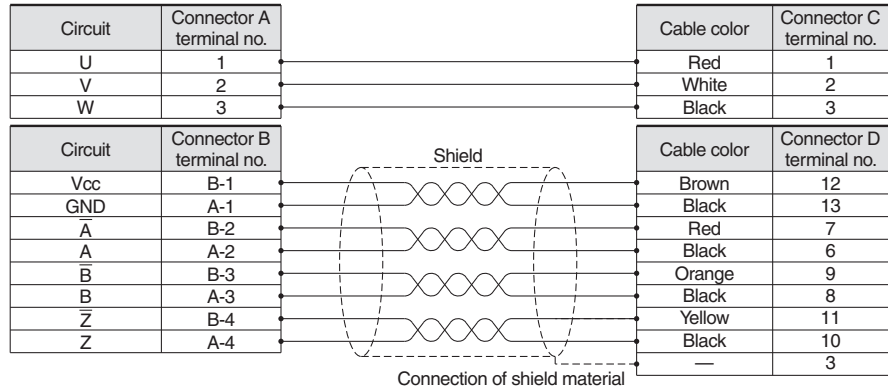 Circuit Connector A terminal no. Cable color Connector C terminal no.
U 1 Red 1
V 2 White 2
W 3 Black 3
Circuit Connector B terminal no. Shield Cable color Connector D terminal no.
Vcc B-1 Brown 12
GND A-1 Black 13
A̅ B-2 Red 7
A A-2 Black 6
B̅ B-3 Orange 9
B A-3 Black 8
Z̅ B-4 Yellow 11
Z A-4 Black 10
— 3
Connection of shield material